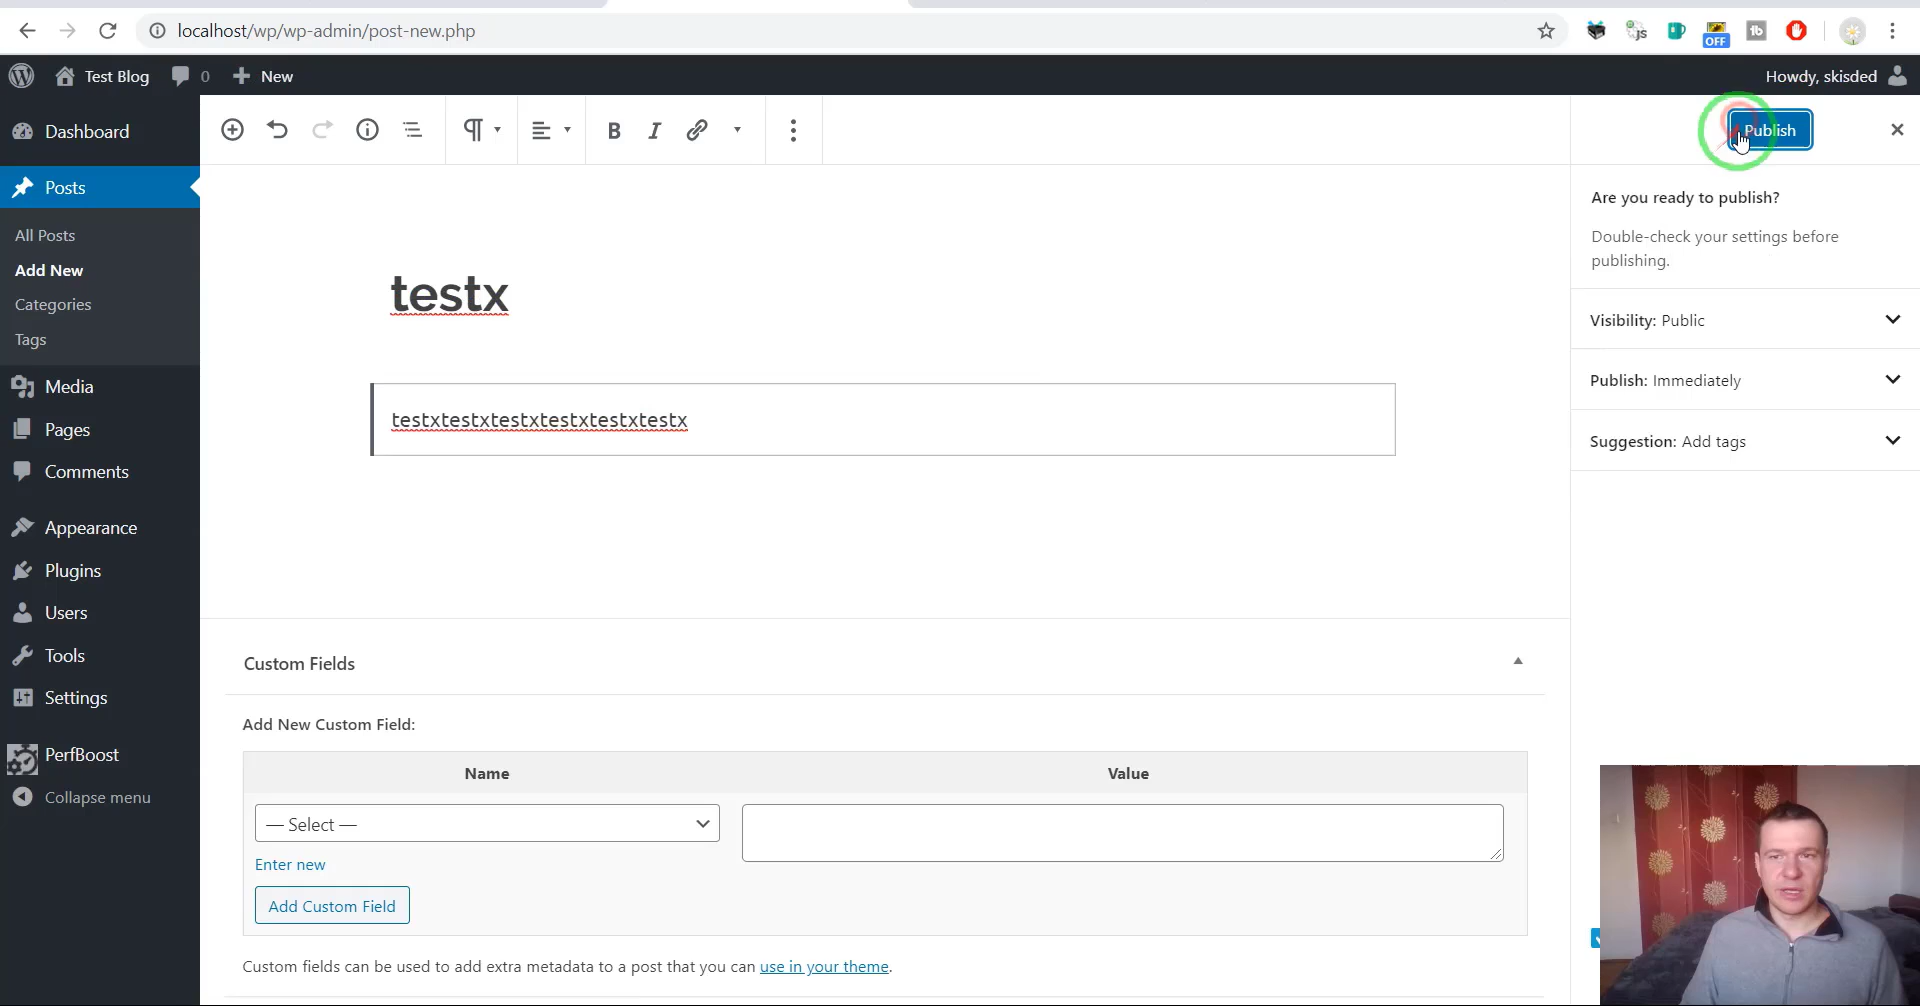 localhost/wp/wp-admin/post-new.php
js
OFF
tb
Test Blog
0
New
Howdy, skisded
Dashboard
Posts
All Posts
Add New
Categories
Tags
Media
Pages
Comments
Appearance
Plugins
Users
Tools
Settings
PerfBoost
Collapse menu
B
I
Publish
testx
testxtestxtestxtestxtestxtestx
Are you ready to publish?
Double-check your settings before
publishing.
Visibility: Public
Publish: Immediately
Suggestion: Add tags
Custom Fields
Add New Custom Field:
Name
Value
— Select —
Enter new
Add Custom Field
Custom fields can be used to add extra metadata to a post that you can use in your theme.